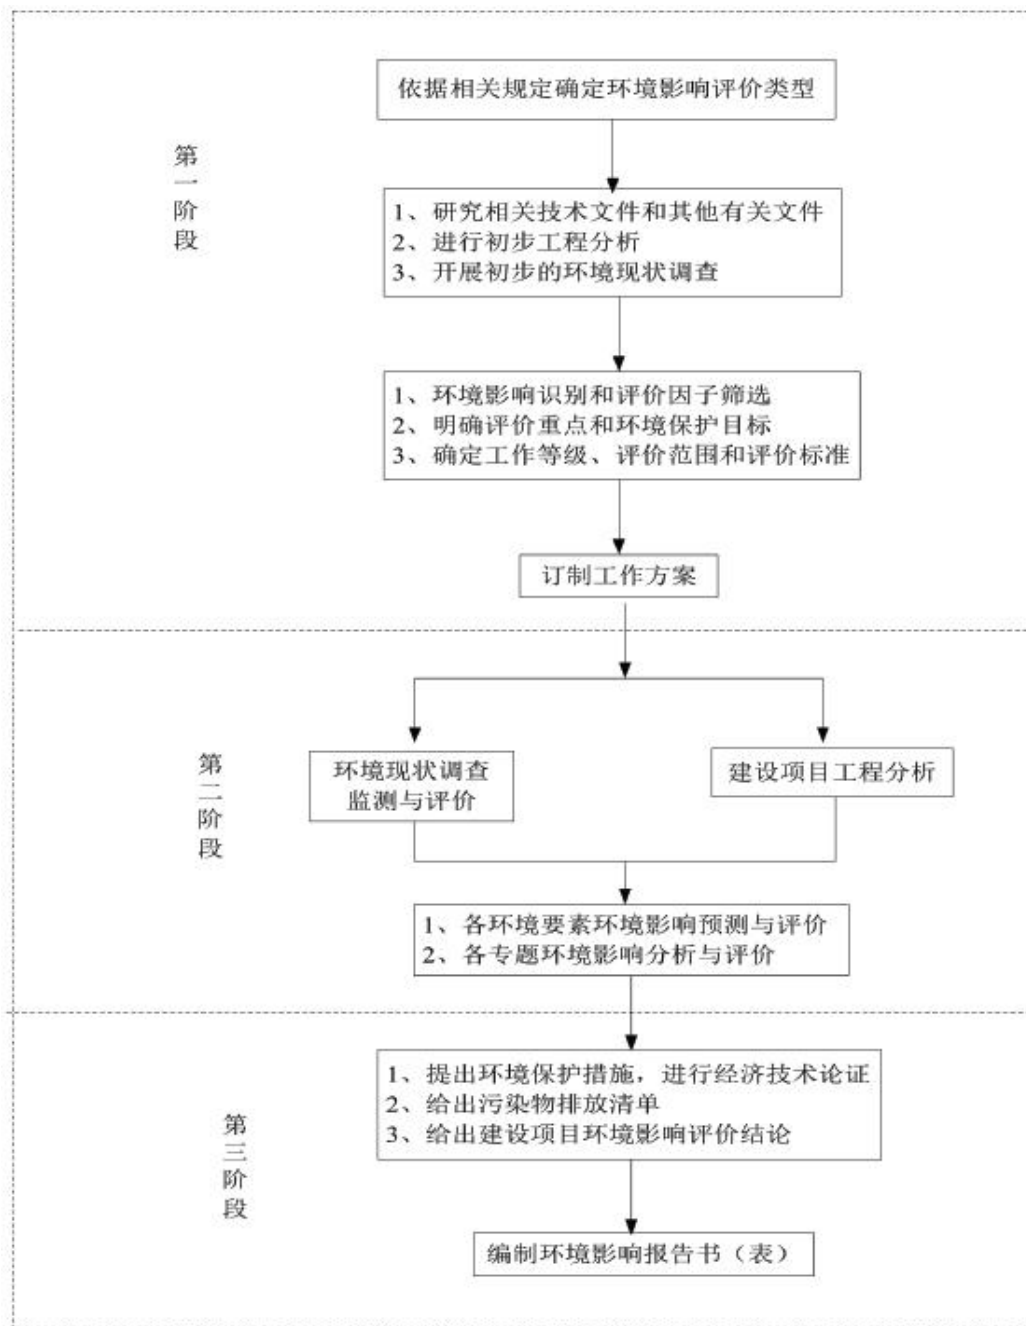 依据相关规定确定环境影响评价类型
第一阶段
1、研究相关技术文件和其他有关文件
2、进行初步工程分析
3、开展初步的环境现状调查
1、环境影响识别和评价因子筛选
2、明确评价重点和环境保护目标
3、确定工作等级、评价范围和评价标准
订制工作方案
第二阶段
环境现状调查
监测与评价
建设项目工程分析
1、各环境要素环境影响预测与评价
2、各专题环境影响分析与评价
第三阶段
1、提出环境保护措施，进行经济技术论证
2、给出污染物排放清单
3、给出建设项目环境影响评价结论
编制环境影响报告书（表）